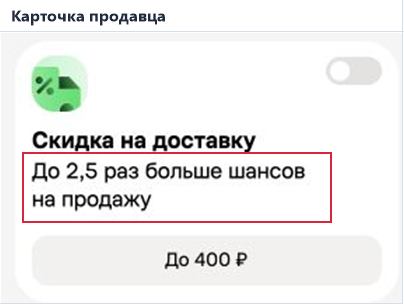 Карточка продавца
Скидка на доставку
До 2,5 раз больше шансов
на продажу
До 400 ₽